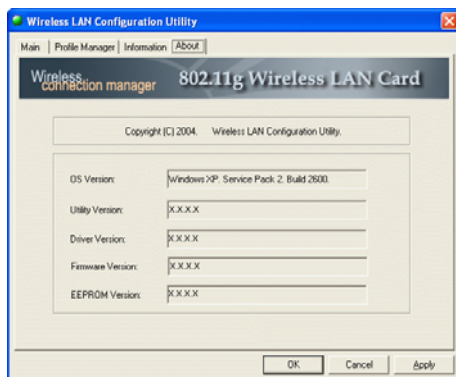 Wireless LAN Configuration Utility
Main Profile Manager Information About
Wireless
connection manager
802.11g Wireless LAN Card
Copyright (C) 2004. Wireless LAN Configuration Utility.
OS Version: Windows XP. Service Pack 2. Build 2600.
Utility Version: X.X.X.X
Driver Version: X.X.X.X
Firmware Version: X.X.X.X
EEPROM Version: X.X.X.X
OK Cancel Apply